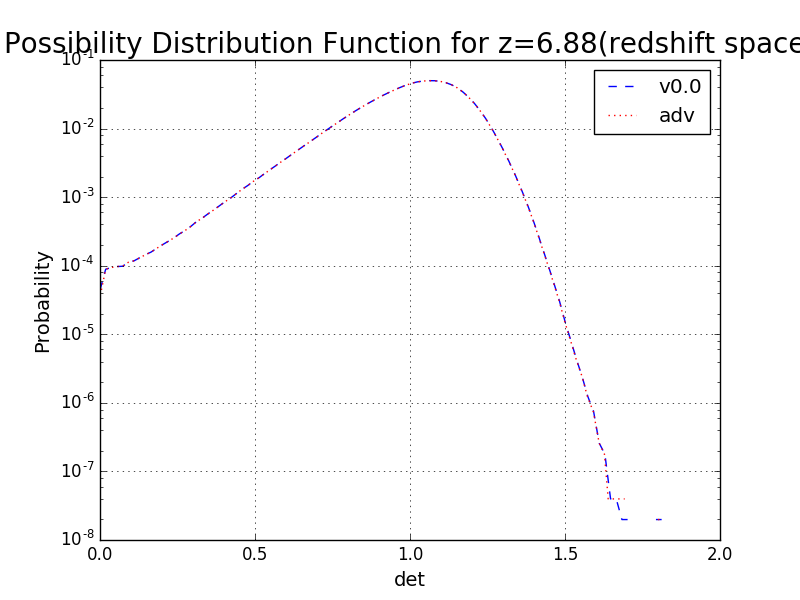 Possibility Distribution Function for z=6.88(redshift space
10^-1
10^-2
10^-3
10^-4
10^-5
10^-6
10^-7
10^-8
Probability
v0.0
adv
0.0 0.5 1.0 1.5 2.0
det